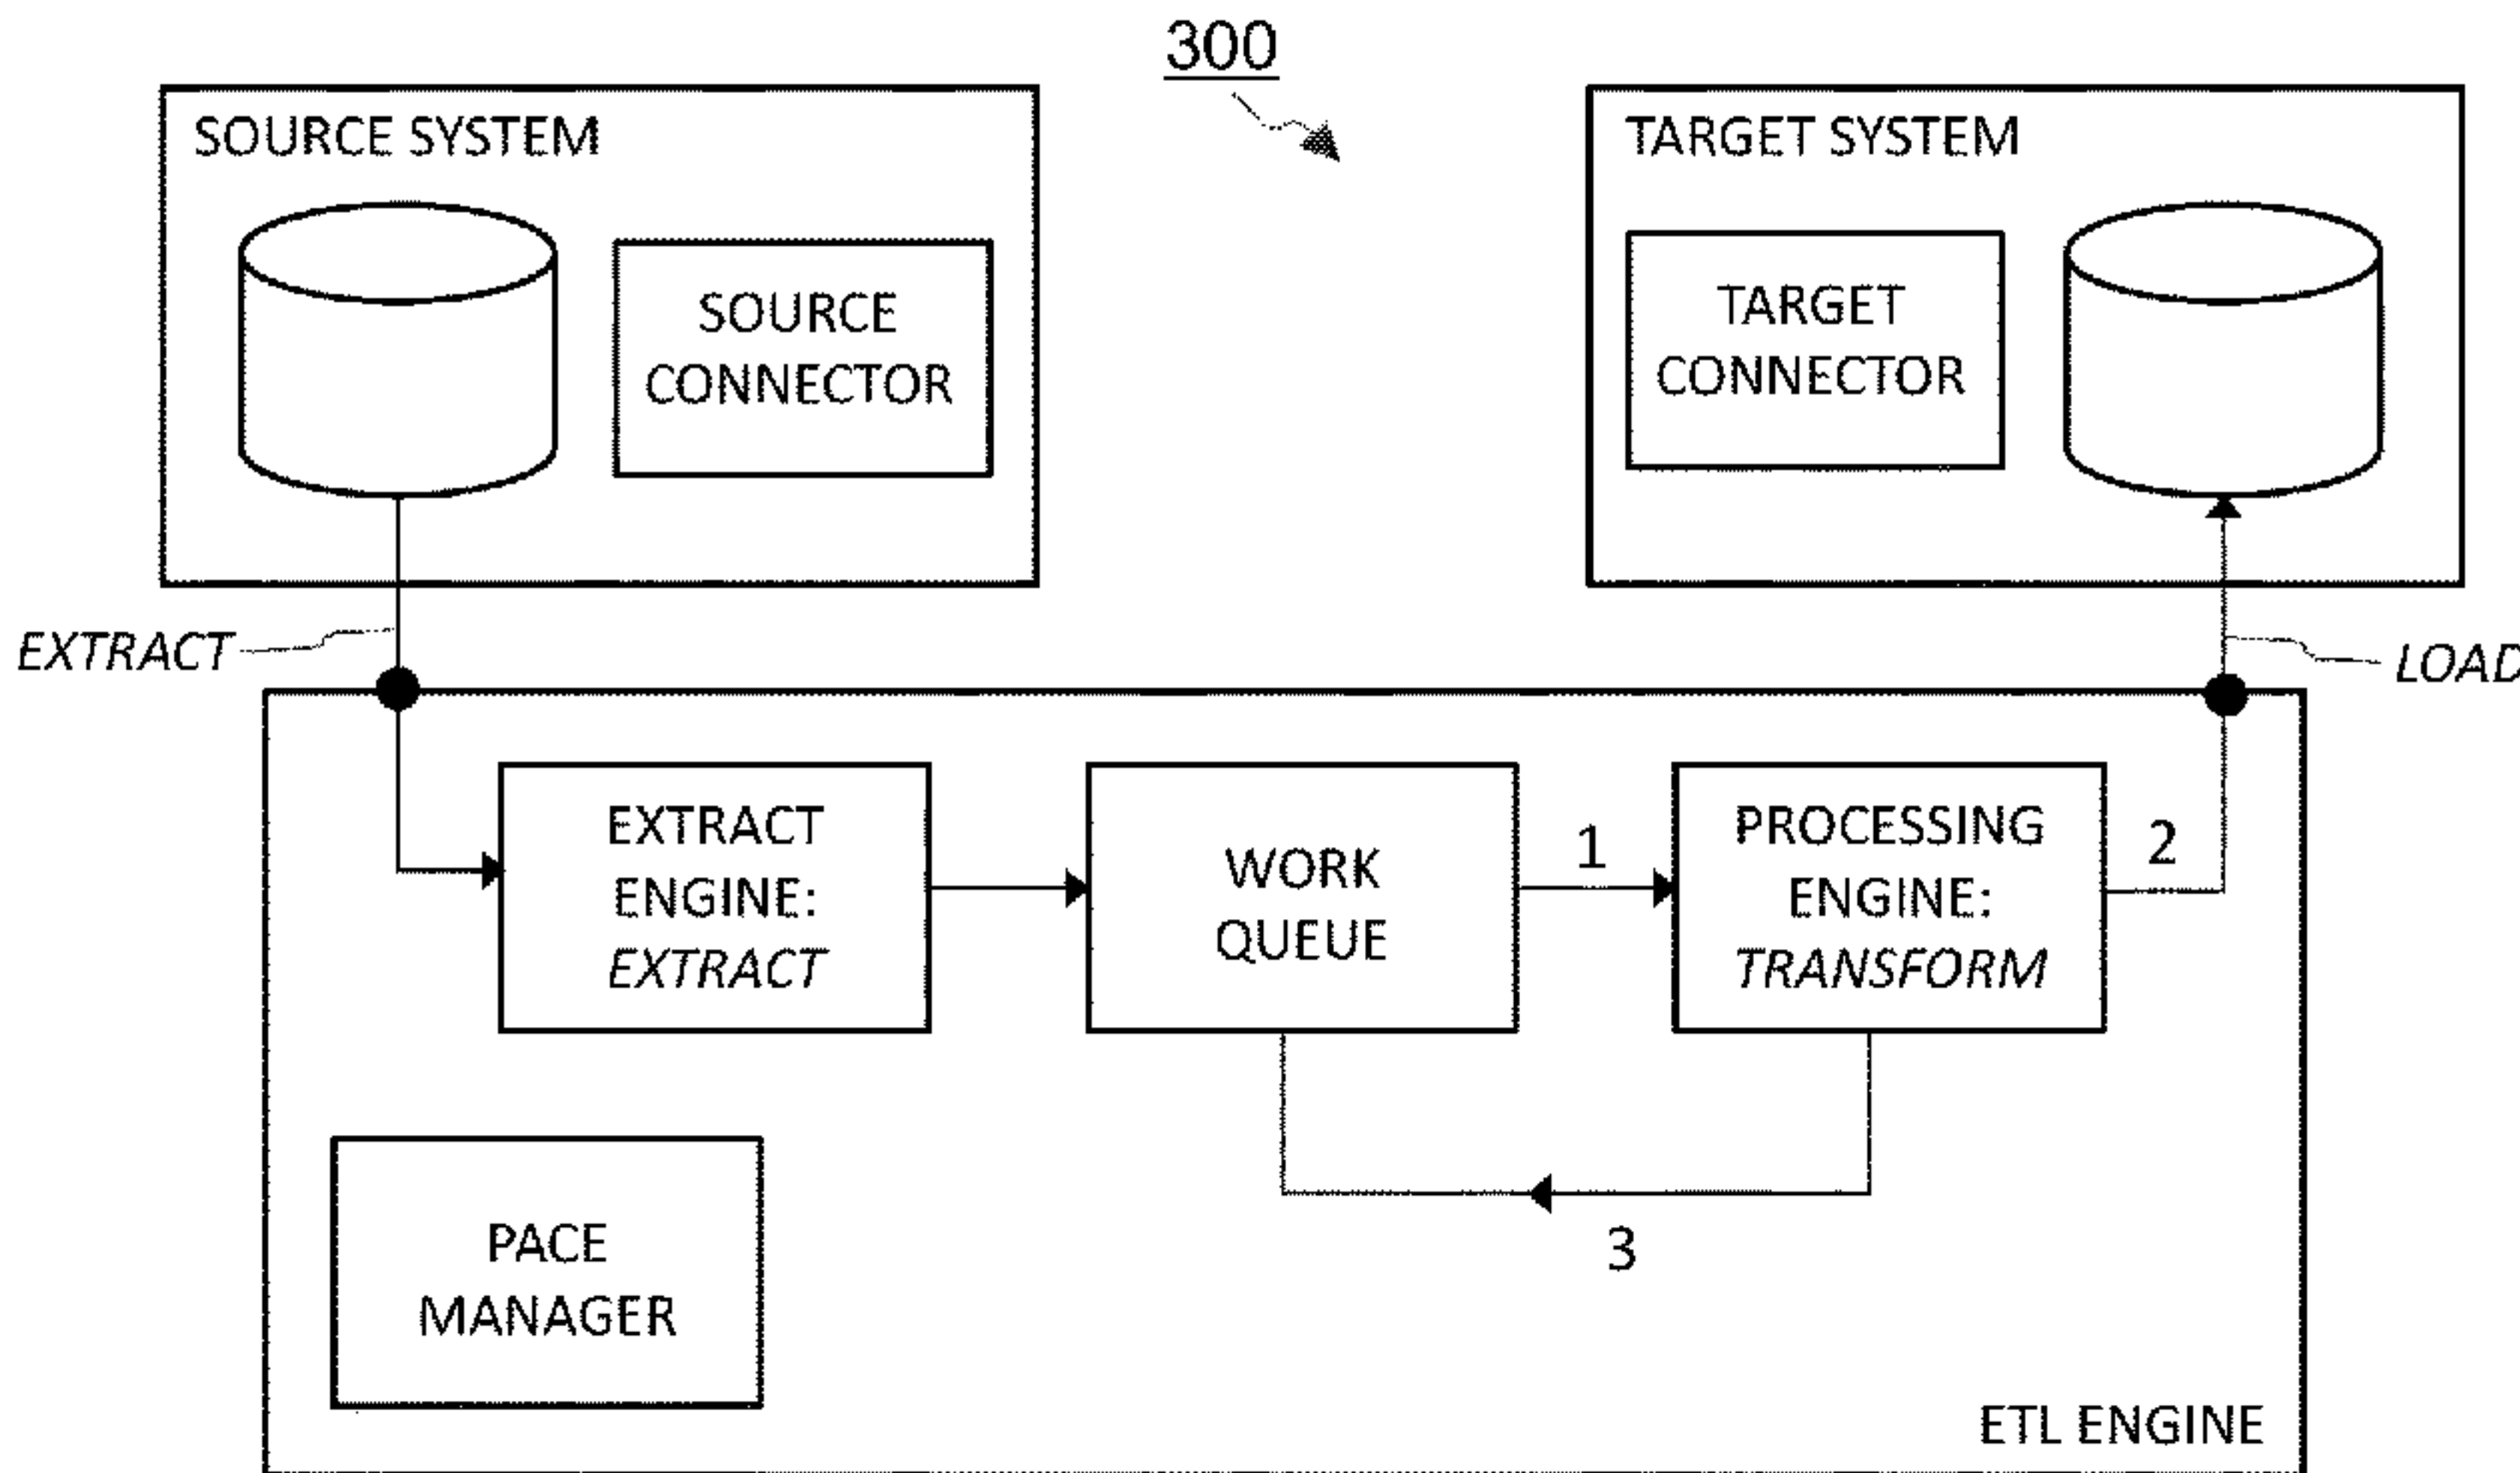 300
SOURCE SYSTEM
SOURCE
CONNECTOR
TARGET SYSTEM
TARGET
CONNECTOR
EXTRACT
LOAD
EXTRACT
ENGINE:
EXTRACT
WORK
QUEUE
1
PROCESSING
ENGINE:
TRANSFORM
2
3
PACE
MANAGER
ETL ENGINE